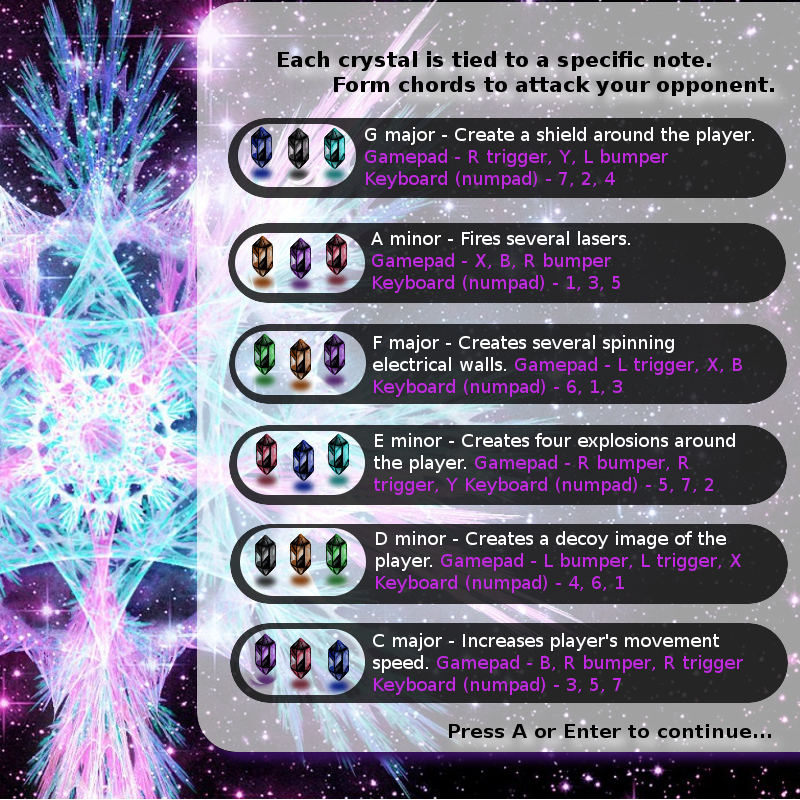 Each crystal is tied to a specific note.
Form chords to attack your opponent.
G major - Create a shield around the player.
Gamepad - R trigger, Y, L bumper
Keyboard (numpad) - 7, 2, 4
A minor - Fires several lasers.
Gamepad - X, B, R bumper
Keyboard (numpad) - 1, 3, 5
F major - Creates several spinning
electrical walls. Gamepad - L trigger, X, B
Keyboard (numpad) - 6, 1, 3
E minor - Creates four explosions around
the player. Gamepad - R bumper, R
trigger, Y Keyboard (numpad) - 5, 7, 2
D minor - Creates a decoy image of the
player. Gamepad - L bumper, L trigger, X
Keyboard (numpad) - 4, 6, 1
C major - Increases player's movement
speed. Gamepad - B, R bumper, R trigger
Keyboard (numpad) - 3, 5, 7
Press A or Enter to continue...